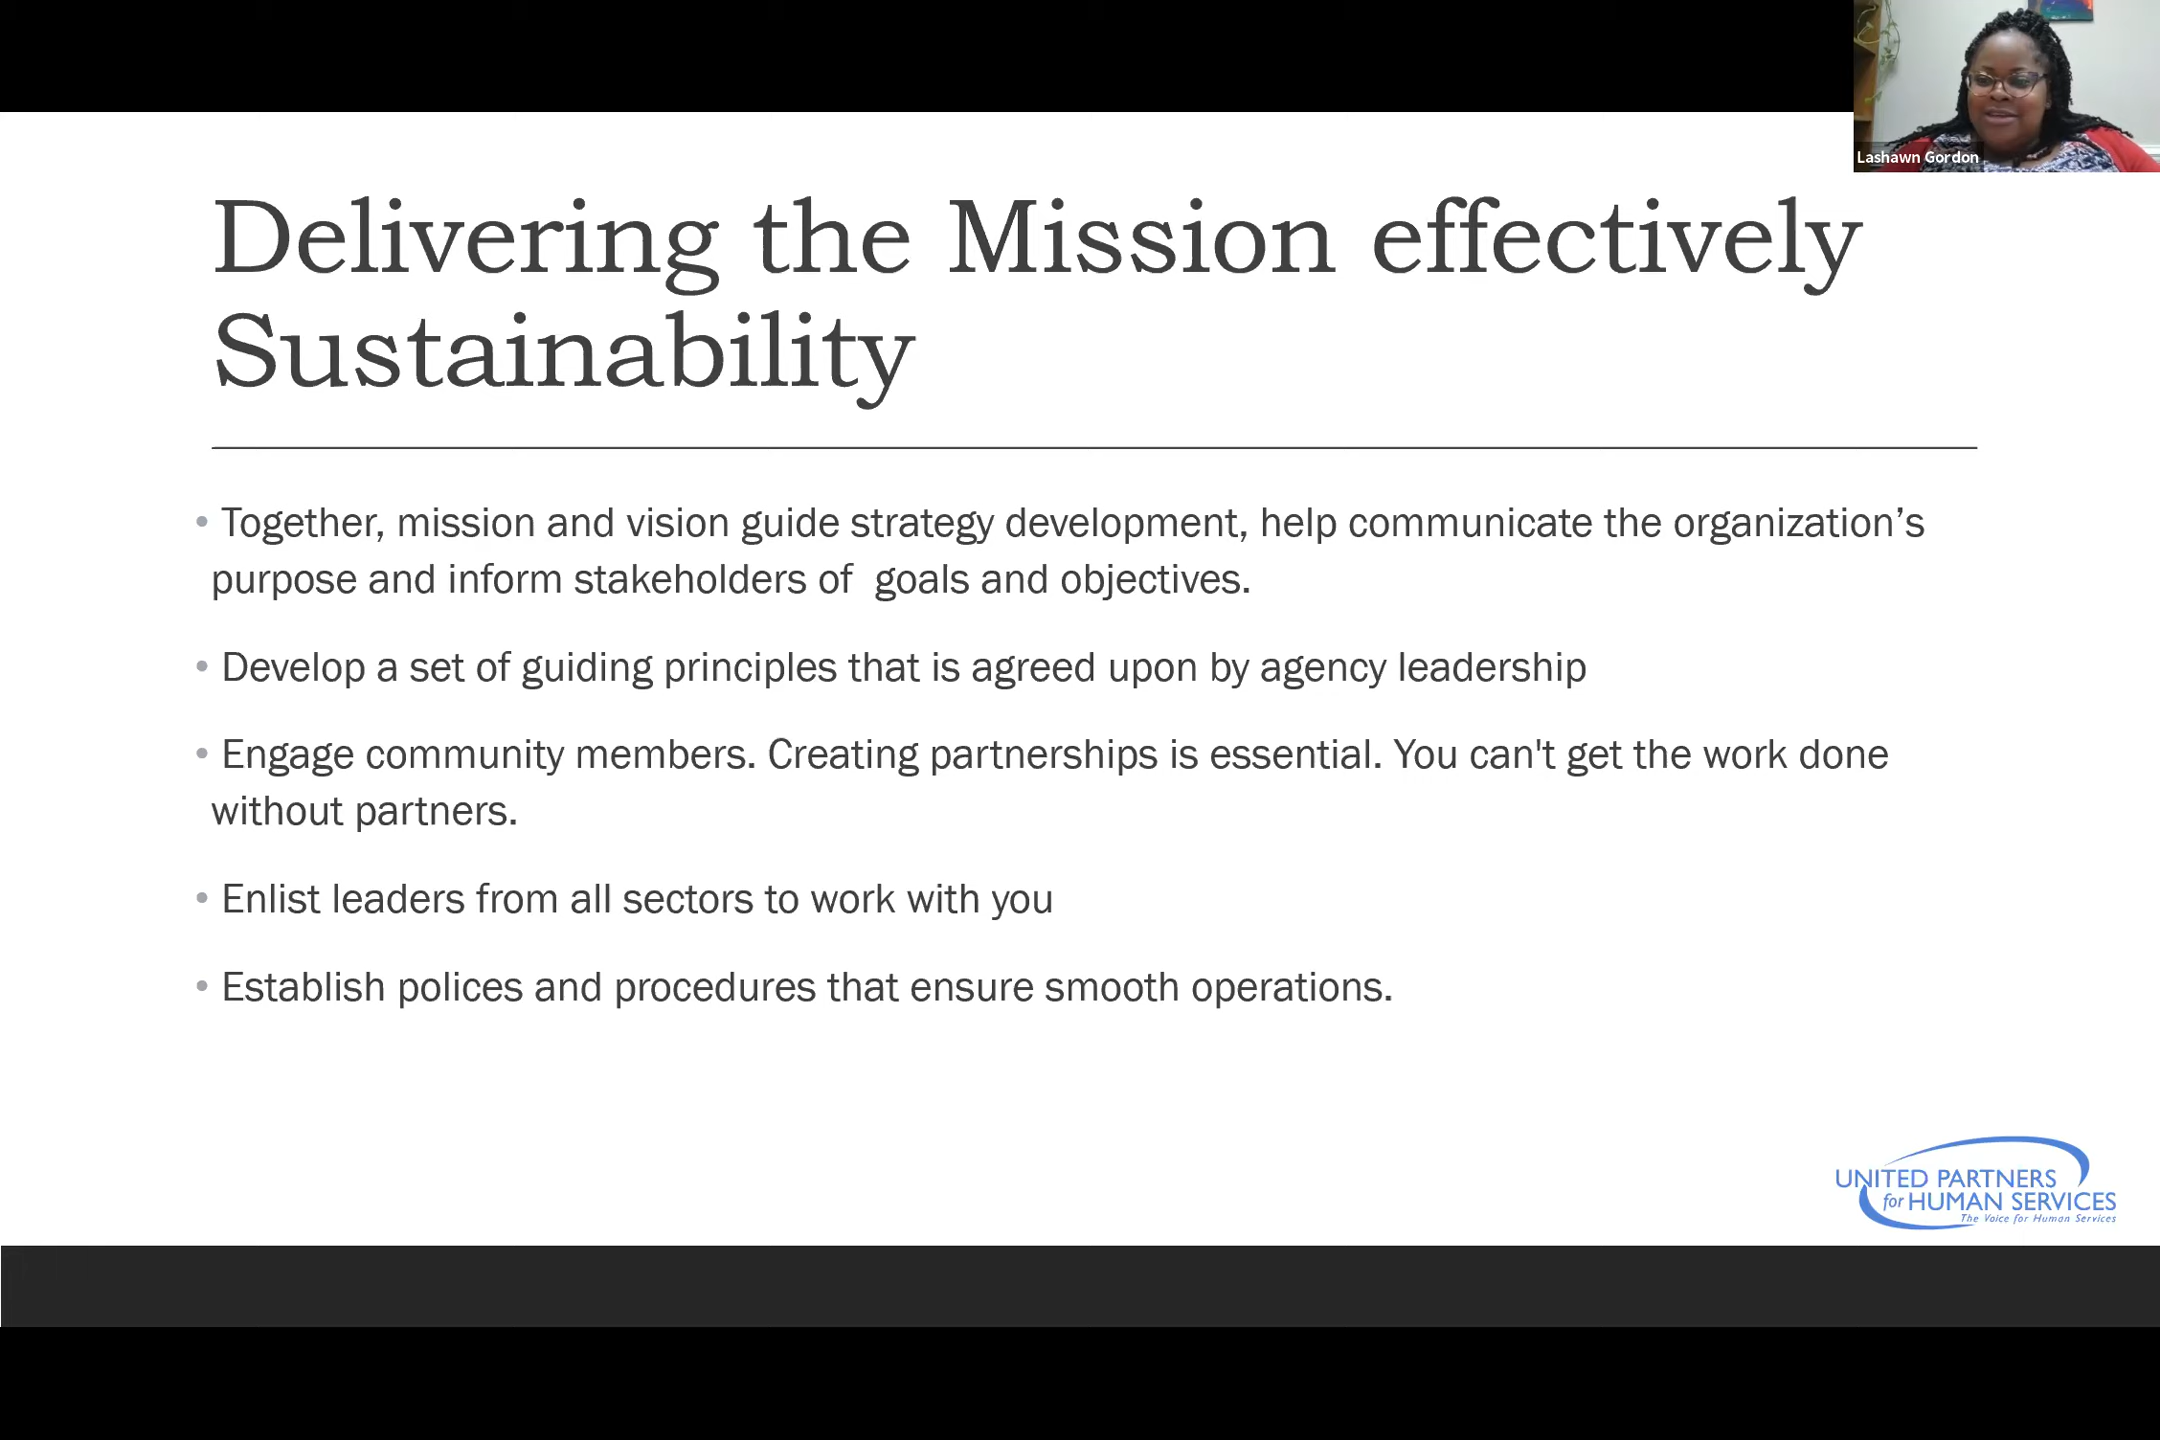 Lashawn Gordon
Delivering the Mission effectively
Sustainability
• Together, mission and vision guide strategy development, help communicate the organization’s
purpose and inform stakeholders of  goals and objectives.
• Develop a set of guiding principles that is agreed upon by agency leadership
• Engage community members. Creating partnerships is essential. You can't get the work done
without partners.
• Enlist leaders from all sectors to work with you
• Establish polices and procedures that ensure smooth operations.
UNITED PARTNERS
for HUMAN SERVICES
The Voice for Human Services